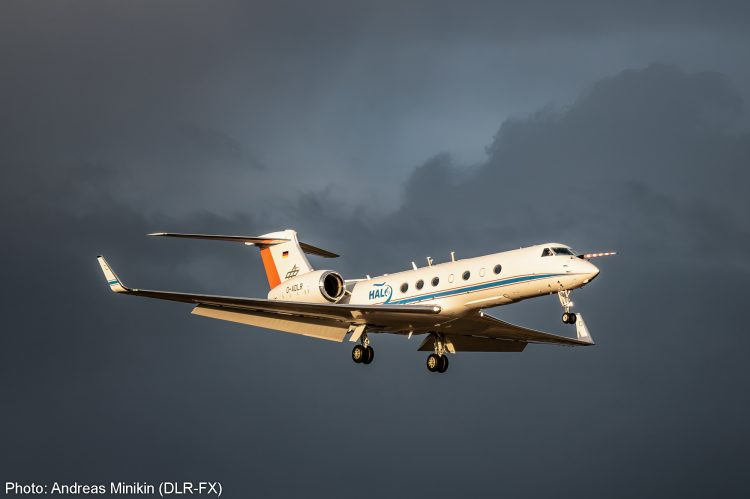 HALO
D-ADLR
Photo: Andreas Minikin (DLR-FX)